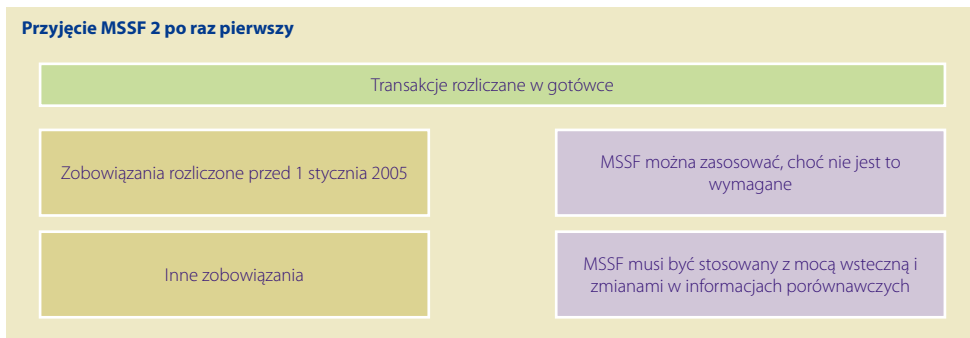 Przyjęcie MSSF 2 po raz pierwszy
Transakcje rozliczane w gotówce
Zobowiązania rozliczone przed 1 stycznia 2005
MSSF można zasosować, choć nie jest to
wymagane
Inne zobowiązania
MSSF musi być stosowany z mocą wsteczną i
zmianami w informacjach porównawczych